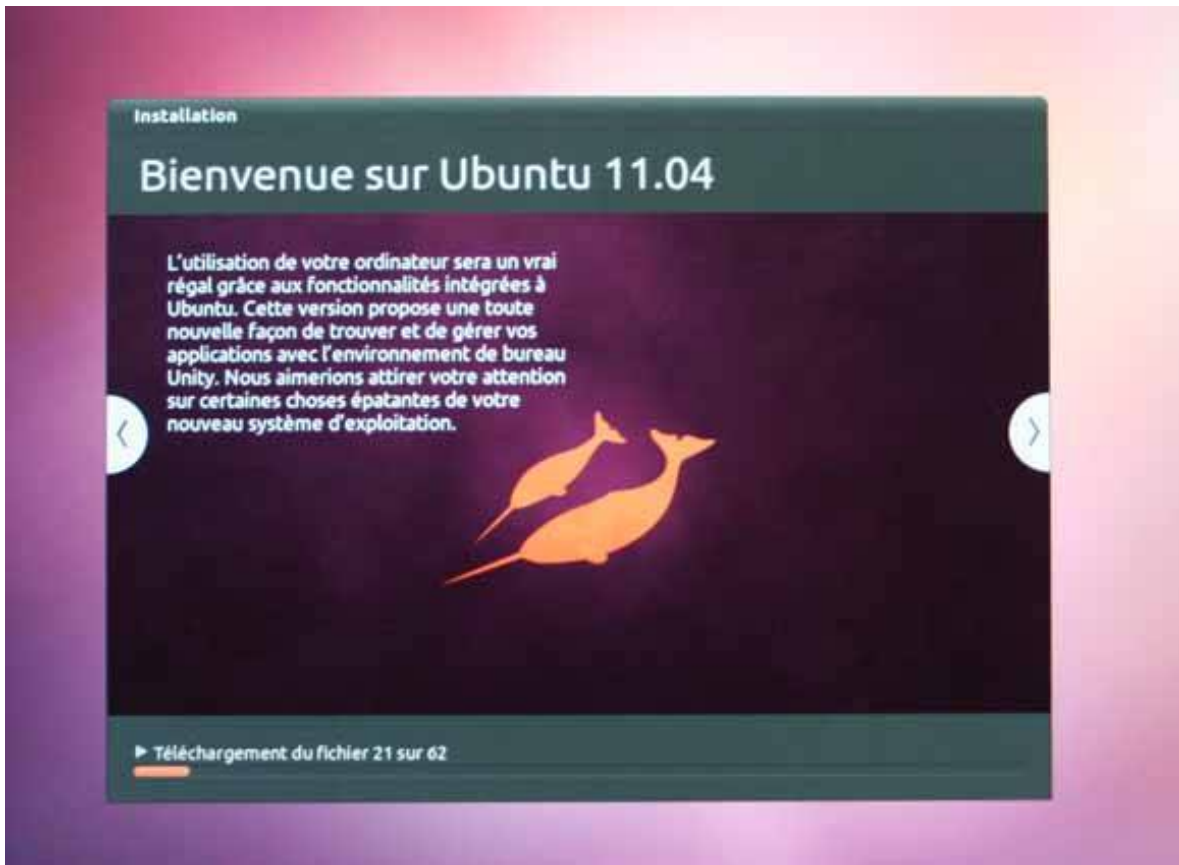 Installation
Bienvenue sur Ubuntu 11.04
L'utilisation de votre ordinateur sera un vrai
régal grâce aux fonctionnalités intégrées à
Ubuntu. Cette version propose une toute
nouvelle façon de trouver et de gérer vos
applications avec l'environnement de bureau
Unity. Nous aimerions attirer votre attention
sur certaines choses épatantes de votre
nouveau système d'exploitation.
Téléchargement du fichier 21 sur 62